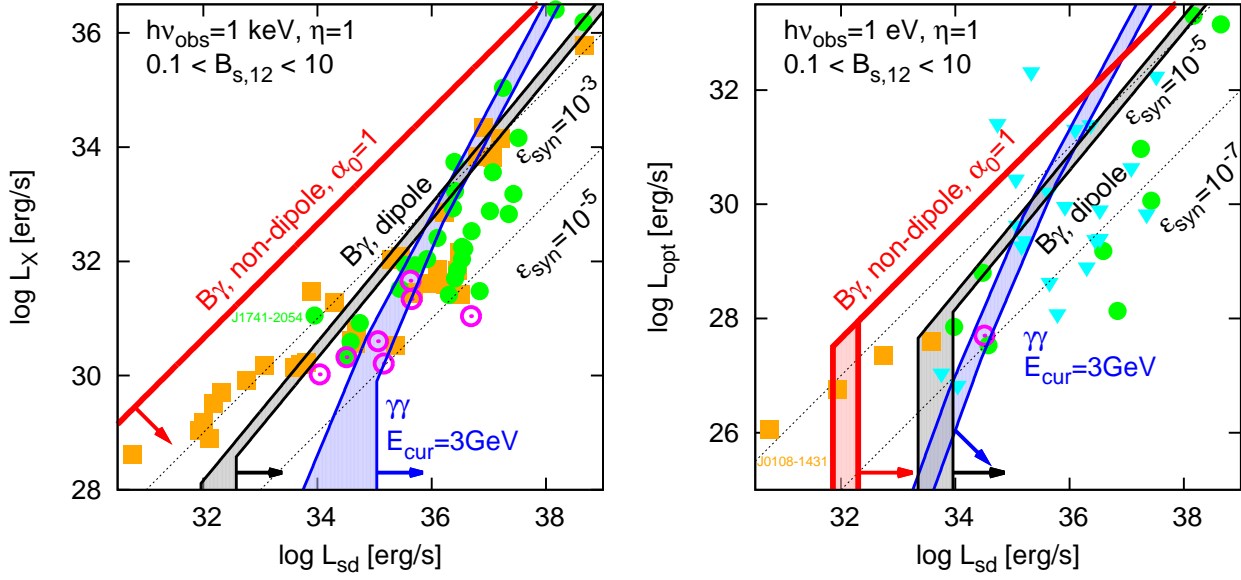 hν_obs=1 keV, η=1
0.1 < B_s,12 < 10
Bγ, non-dipole, α_0=1
Bγ, dipole
ε_syn=10^-3
ε_syn=10^-5
J1741-2054
γγ
E_cur=3GeV
log L_X [erg/s]
36
34
32
30
28
32
34
36
38
log L_sd [erg/s]
hν_obs=1 eV, η=1
0.1 < B_s,12 < 10
Bγ, non-dipole, α_0=1
Bγ, dipole
ε_syn=10^-5
ε_syn=10^-7
J0108-1431
γγ
E_cur=3GeV
log L_opt [erg/s]
32
30
28
26
32
34
36
38
log L_sd [erg/s]